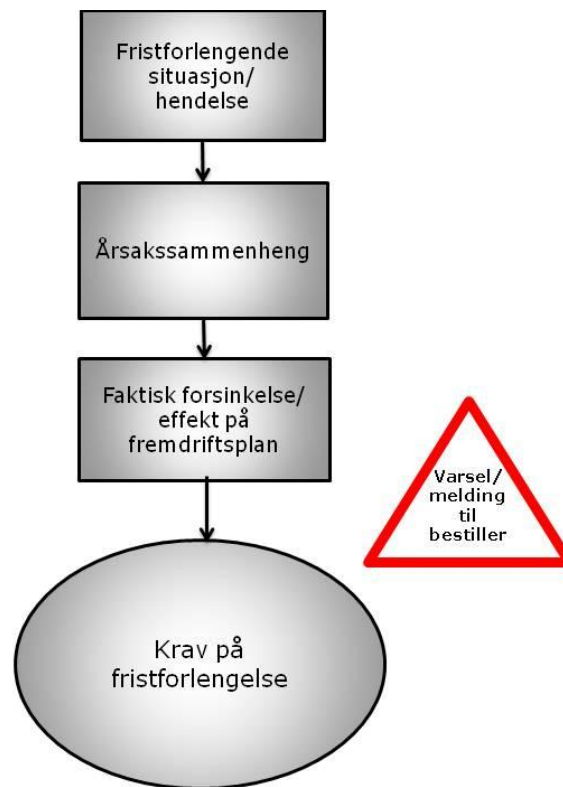 Fristforlengende
situasjon/
hendelse
Årsakssammenheng
Faktisk forsinkelse/
effekt på
fremdriftsplan
Varsel/
melding
til
bestiller
Krav på
fristforlengelse